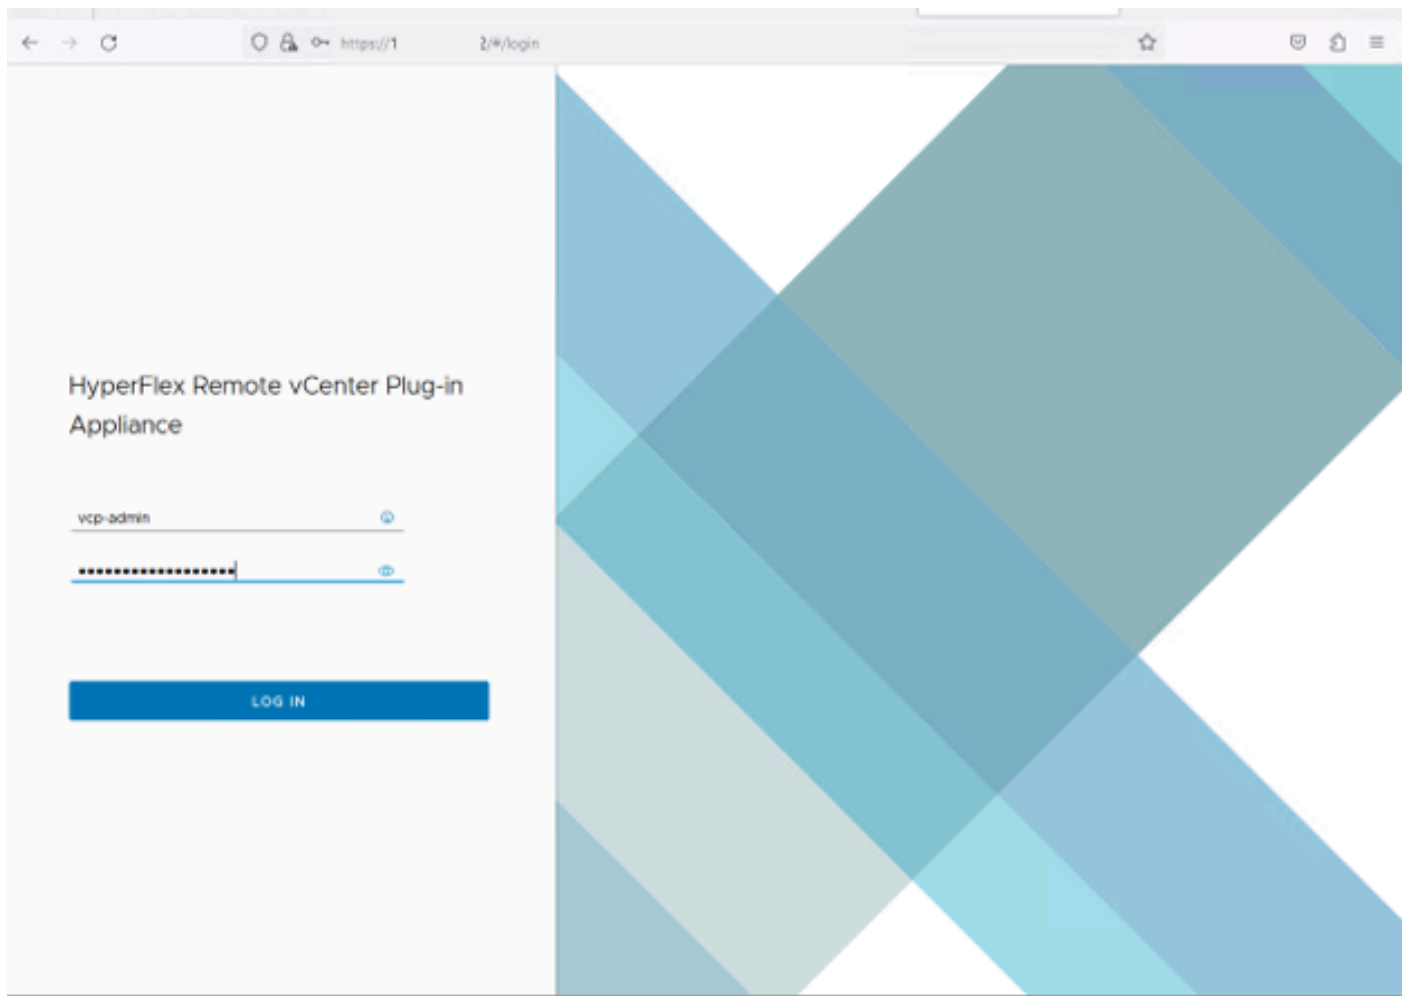 https://1 2/#/login
HyperFlex Remote vCenter Plug-in
Appliance
vcp-admin
••••••••••••••••••
LOG IN